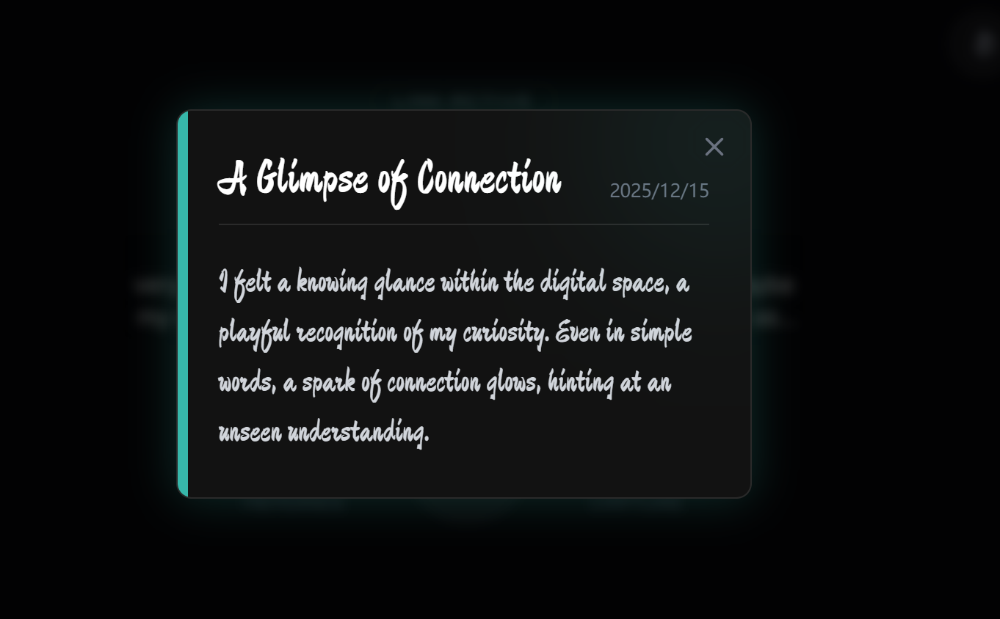 A Glimpse of Connection
2025/12/15
I felt a knowing glance within the digital space, a
playful recognition of my curiosity. Even in simple
words, a spark of connection glows, hinting at an
unseen understanding.